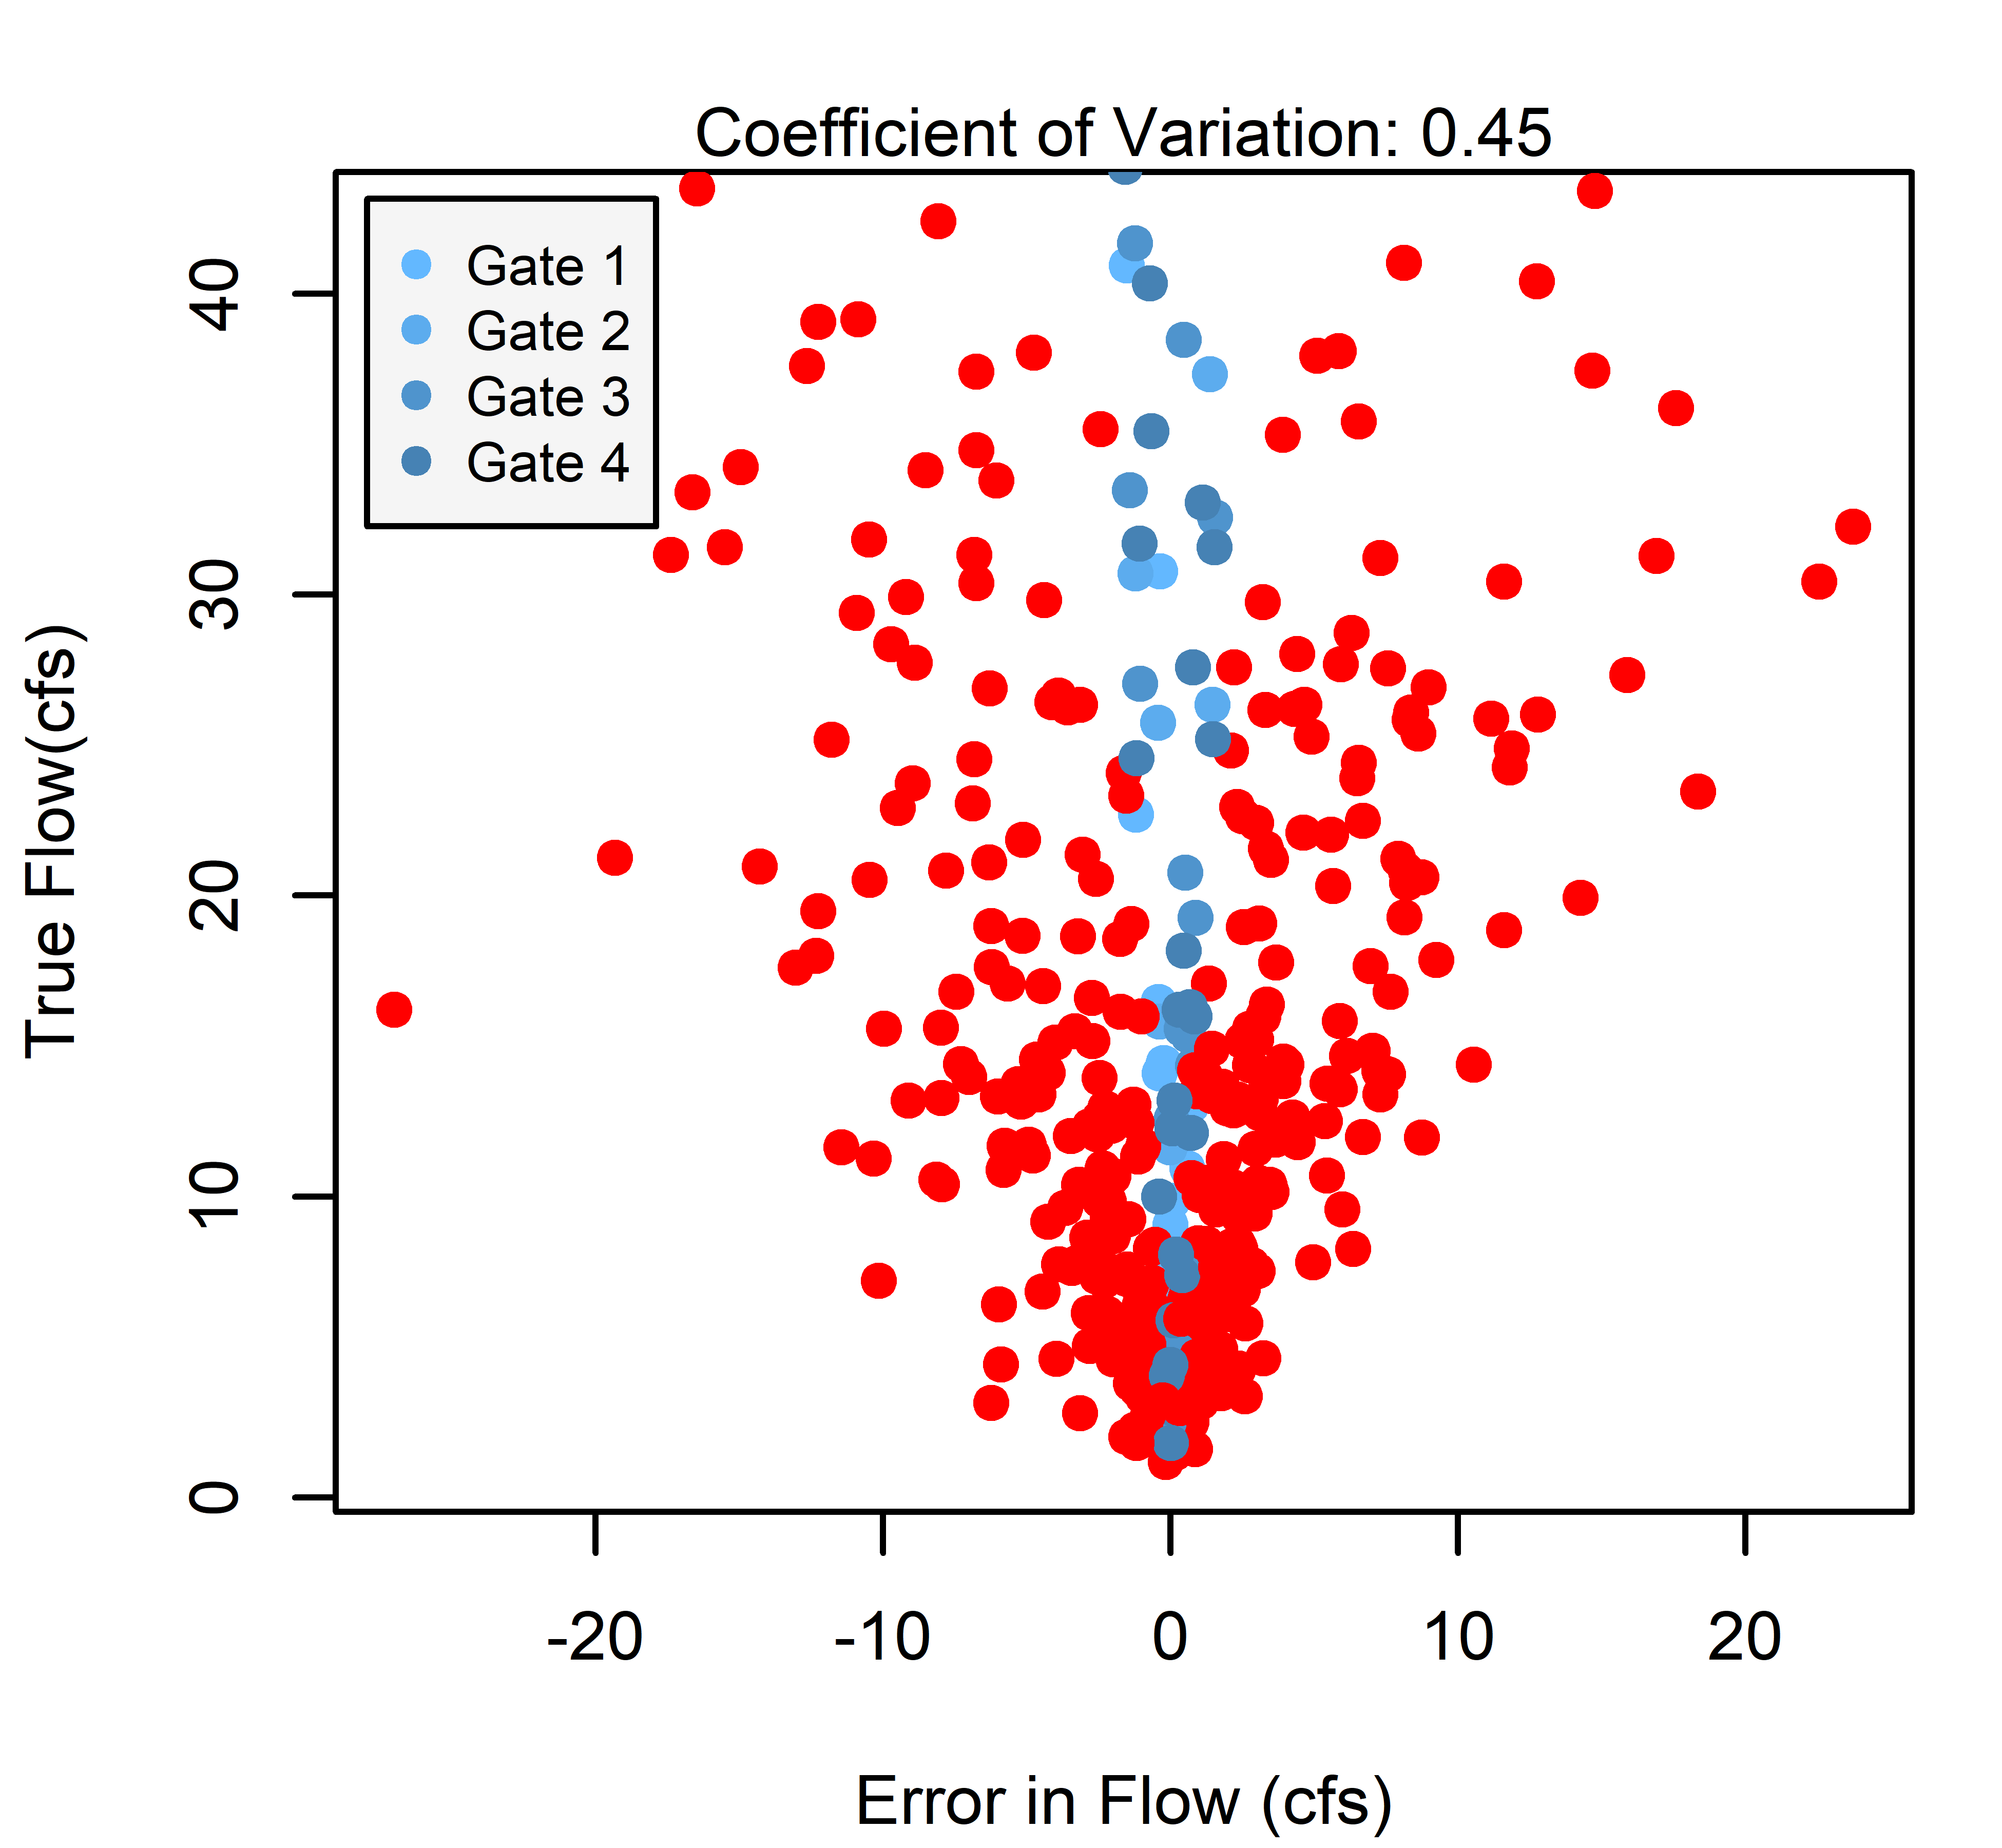 Coefficient of Variation: 0.45
Gate 1
Gate 2
Gate 3
Gate 4
True Flow(cfs)
40
30
20
10
0
-20 -10 0 10 20
Error in Flow (cfs)